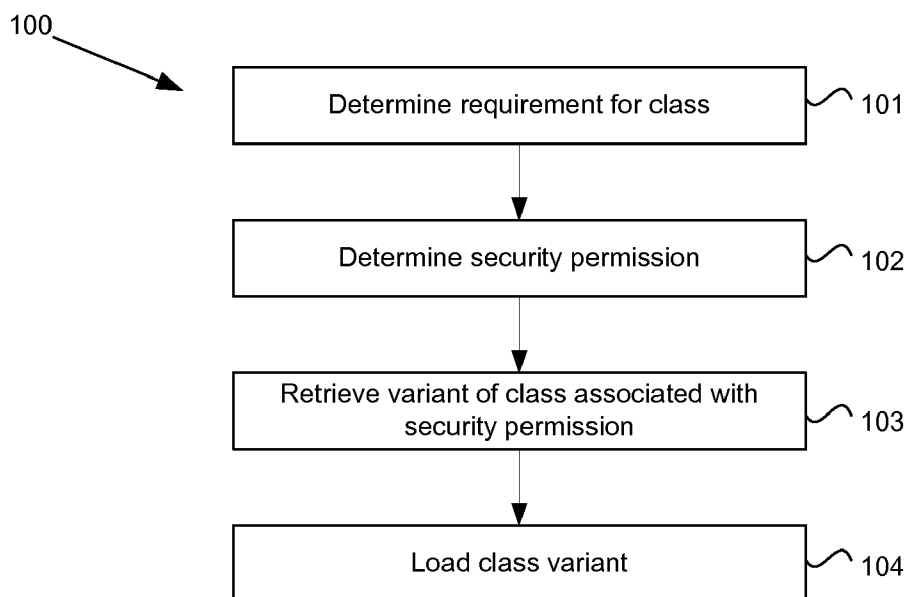 100
Determine requirement for class
101
Determine security permission
102
Retrieve variant of class associated with
security permission
103
Load class variant
104